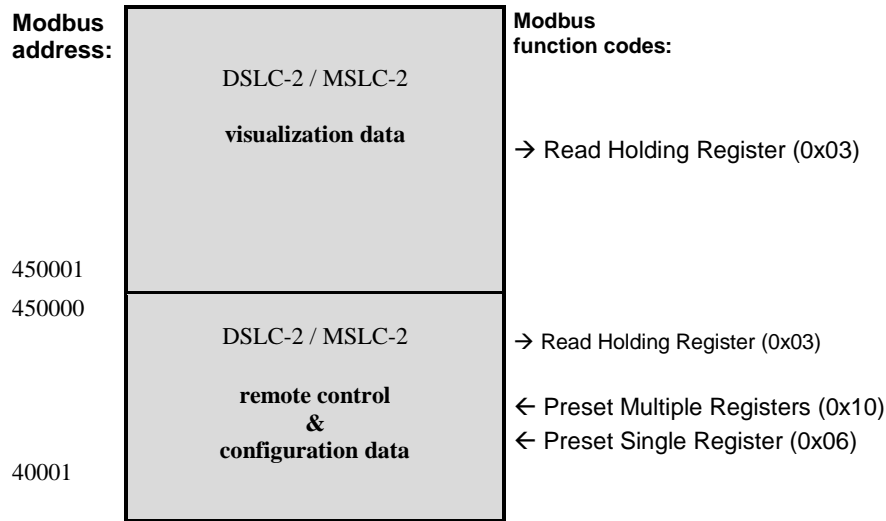 Modbus
address:
Modbus
function codes:
DSLC-2 / MSLC-2
visualization data
→ Read Holding Register (0x03)
450001
450000
DSLC-2 / MSLC-2
→ Read Holding Register (0x03)
remote control
&
configuration data
← Preset Multiple Registers (0x10)
← Preset Single Register (0x06)
40001